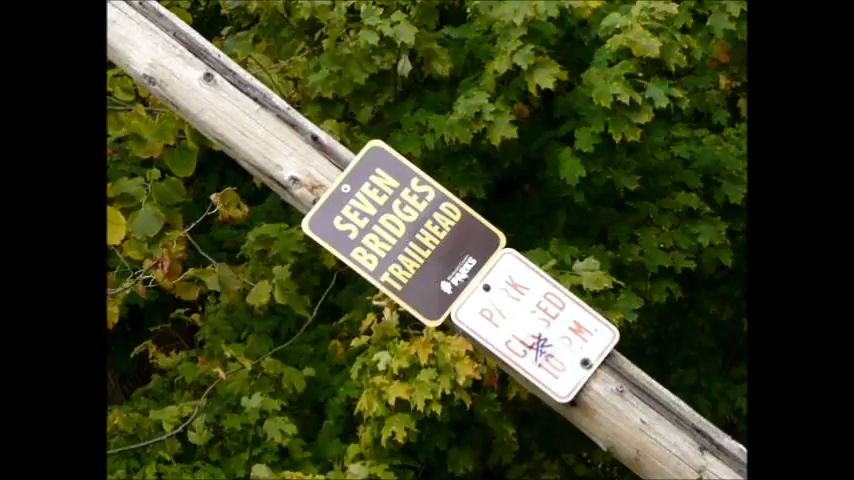 SEVEN
BRIDGES
TRAILHEAD
PARKS
PARK
CLOSED
10 P.M.